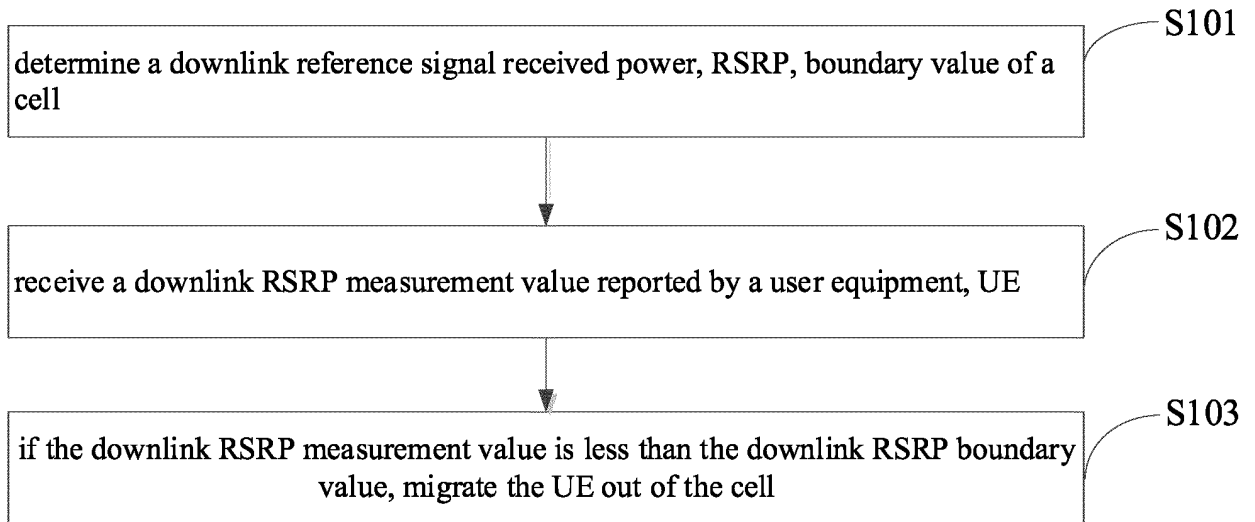 S101
determine a downlink reference signal received power, RSRP, boundary value of a
cell
S102
receive a downlink RSRP measurement value reported by a user equipment, UE
S103
if the downlink RSRP measurement value is less than the downlink RSRP boundary
value, migrate the UE out of the cell